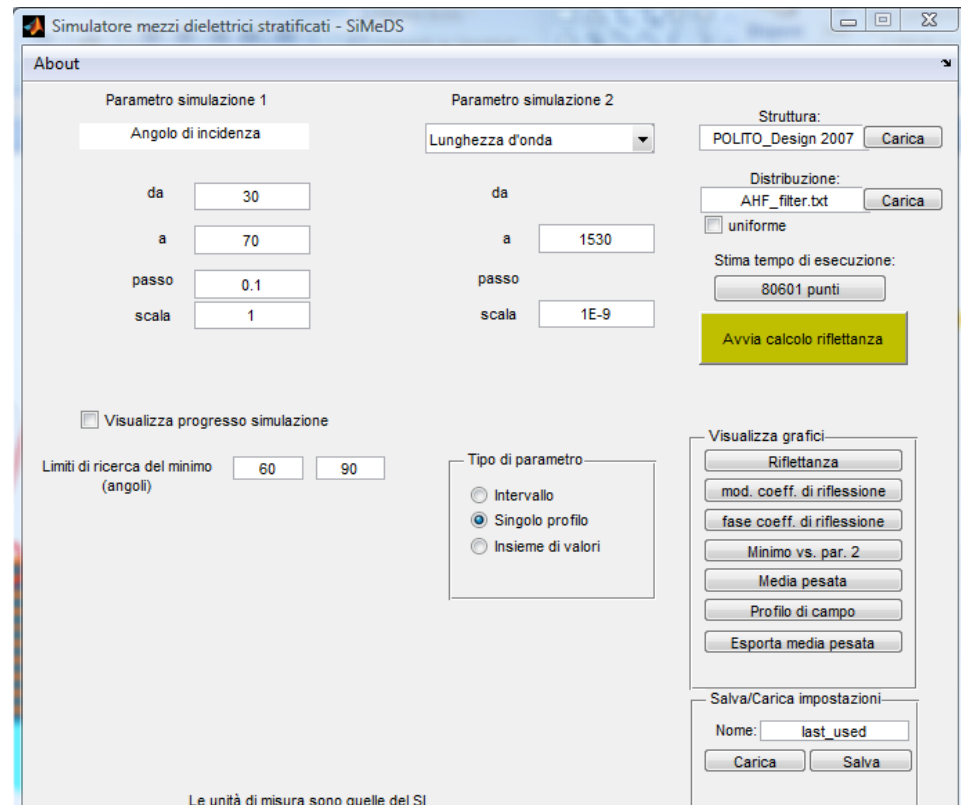 Simulatore mezzi dielettrici stratificati - SiMeDS
About
Parametro simulazione 1
Angolo di incidenza
da 30
a 70
passo 0.1
scala 1
Parametro simulazione 2
Lunghezza d'onda
da
a 1530
passo
scala 1E-9
Struttura:
POLITO_Design 2007 Carica
Distribuzione:
AHF_filter.txt Carica
uniforme
Stima tempo di esecuzione:
80601 punti
Avvia calcolo riflettanza
Visualizza progresso simulazione
Limiti di ricerca del minimo 60 90
(angoli)
Tipo di parametro
Intervallo
Singolo profilo
Insieme di valori
Visualizza grafici
Riflettanza
mod. coeff. di riflessione
fase coeff. di riflessione
Minimo vs. par. 2
Media pesata
Profilo di campo
Esporta media pesata
Salva/Carica impostazioni
Nome: last_used
Carica Salva
Le unità di misura sono quelle del SI